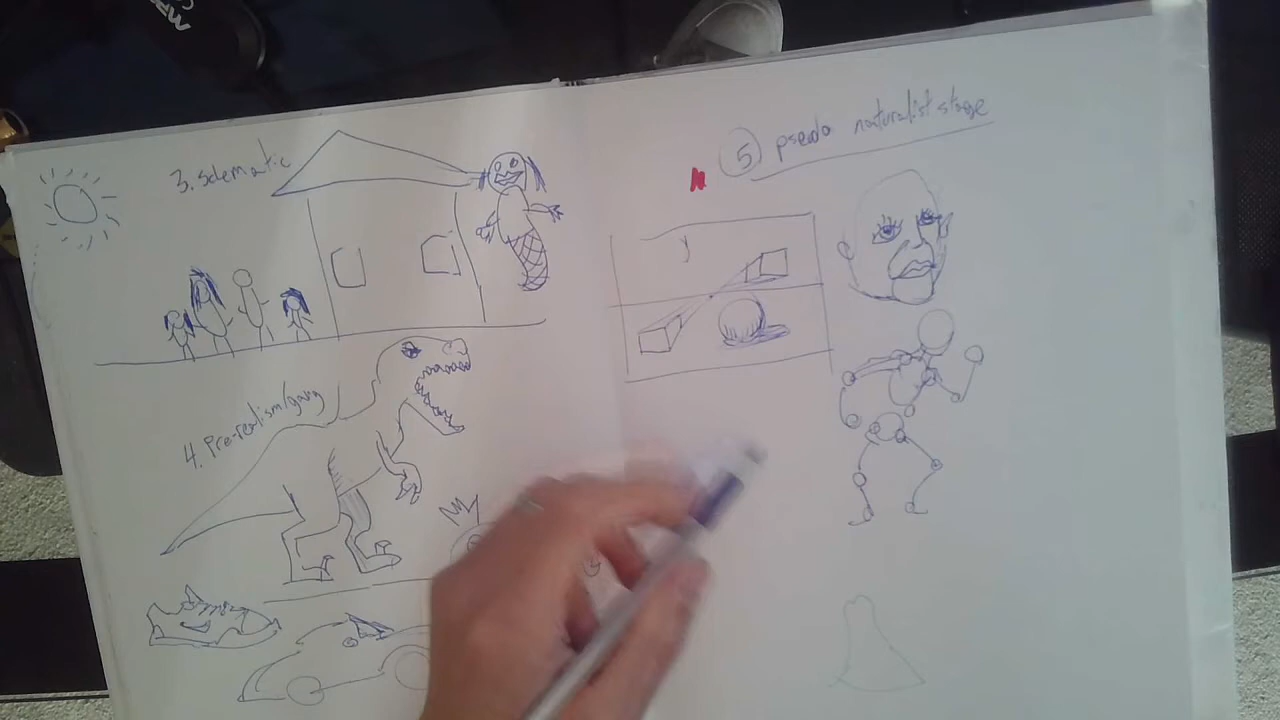 3. schematic
4. Pre-realism/gang
5 pseudo naturalist stage